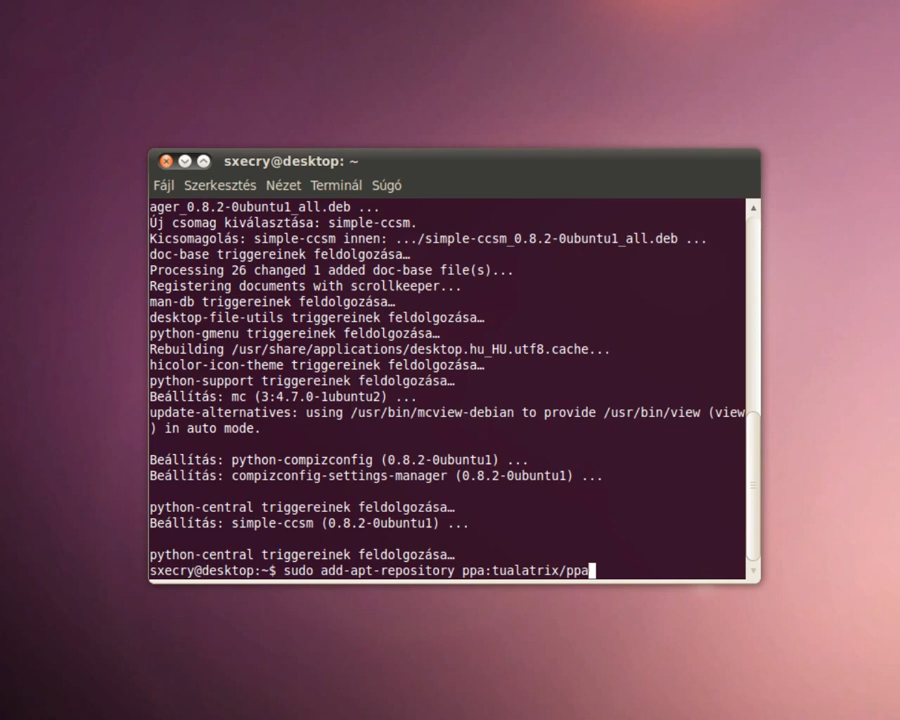 sxecry@desktop: ~
Fájl Szerkesztés Nézet Terminál Súgó
ager_0.8.2-0ubuntu1_all.deb ...
Új csomag kiválasztása: simple-ccsm.
Kicsomagolás: simple-ccsm innen: .../simple-ccsm_0.8.2-0ubuntu1_all.deb ...
doc-base triggereinek feldolgozása…
Processing 26 changed 1 added doc-base file(s)...
Registering documents with scrollkeeper...
man-db triggereinek feldolgozása…
desktop-file-utils triggereinek feldolgozása…
python-gmenu triggereinek feldolgozása…
Rebuilding /usr/share/applications/desktop.hu_HU.utf8.cache...
hicolor-icon-theme triggereinek feldolgozása…
python-support triggereinek feldolgozása…
Beállítás: mc (3:4.7.0-1ubuntu2) ...
update-alternatives: using /usr/bin/mcview-debian to provide /usr/bin/view (view
) in auto mode.
Beállítás: python-compizconfig (0.8.2-0ubuntu1) ...
Beállítás: compizconfig-settings-manager (0.8.2-0ubuntu1) ...
python-central triggereinek feldolgozása…
Beállítás: simple-ccsm (0.8.2-0ubuntu1) ...
python-central triggereinek feldolgozása…
sxecry@desktop:~$ sudo add-apt-repository ppa:tualatrix/ppa